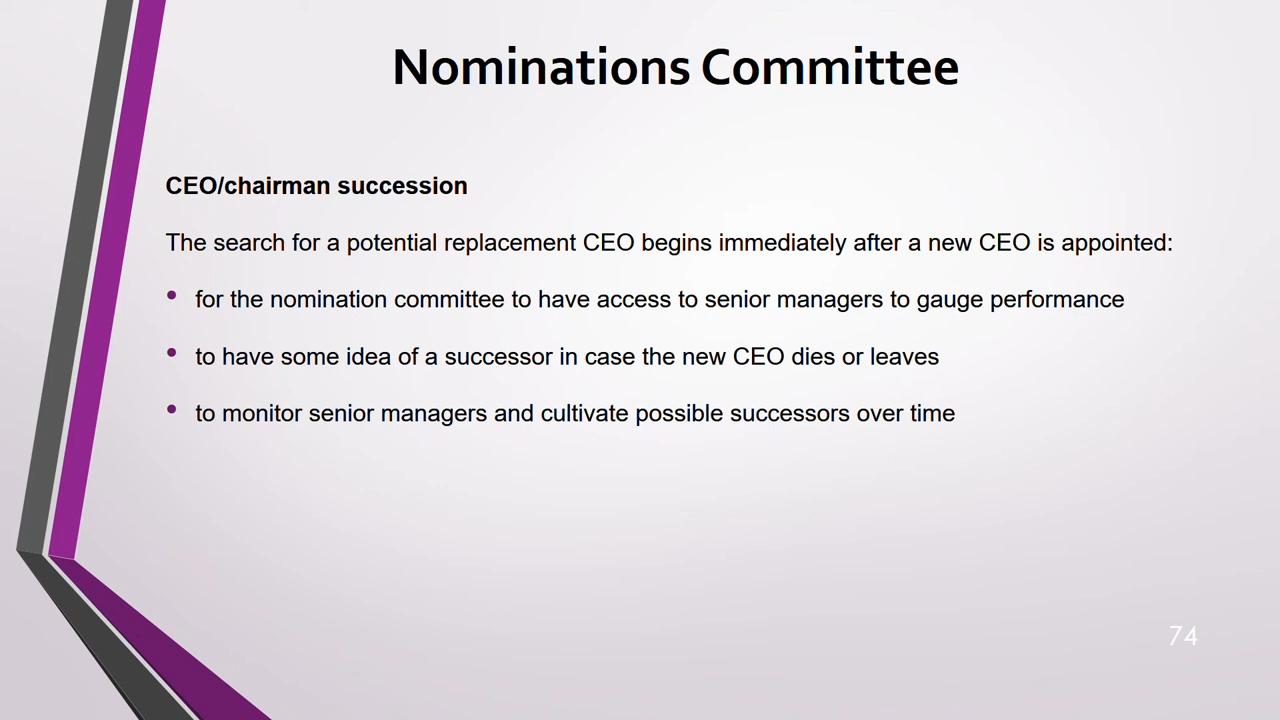 Nominations Committee
CEO/chairman succession
The search for a potential replacement CEO begins immediately after a new CEO is appointed:
• for the nomination committee to have access to senior managers to gauge performance
• to have some idea of a successor in case the new CEO dies or leaves
• to monitor senior managers and cultivate possible successors over time
74